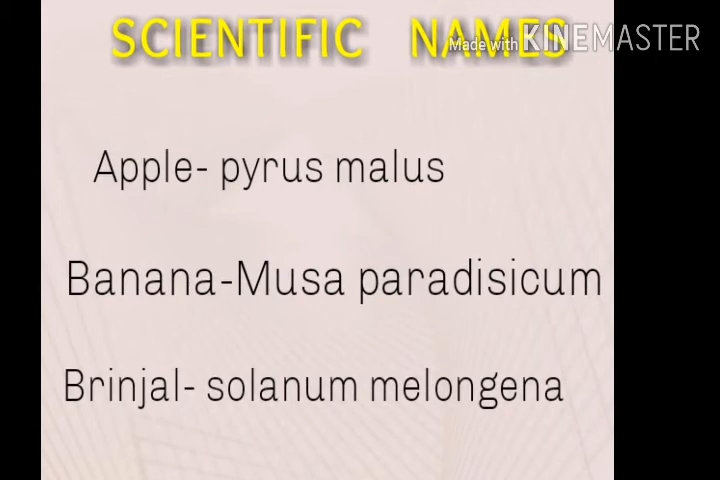 SCIENTIFIC NAMES
Made with KINEMASTER
Apple- pyrus malus
Banana-Musa paradisicum
Brinjal- solanum melongena